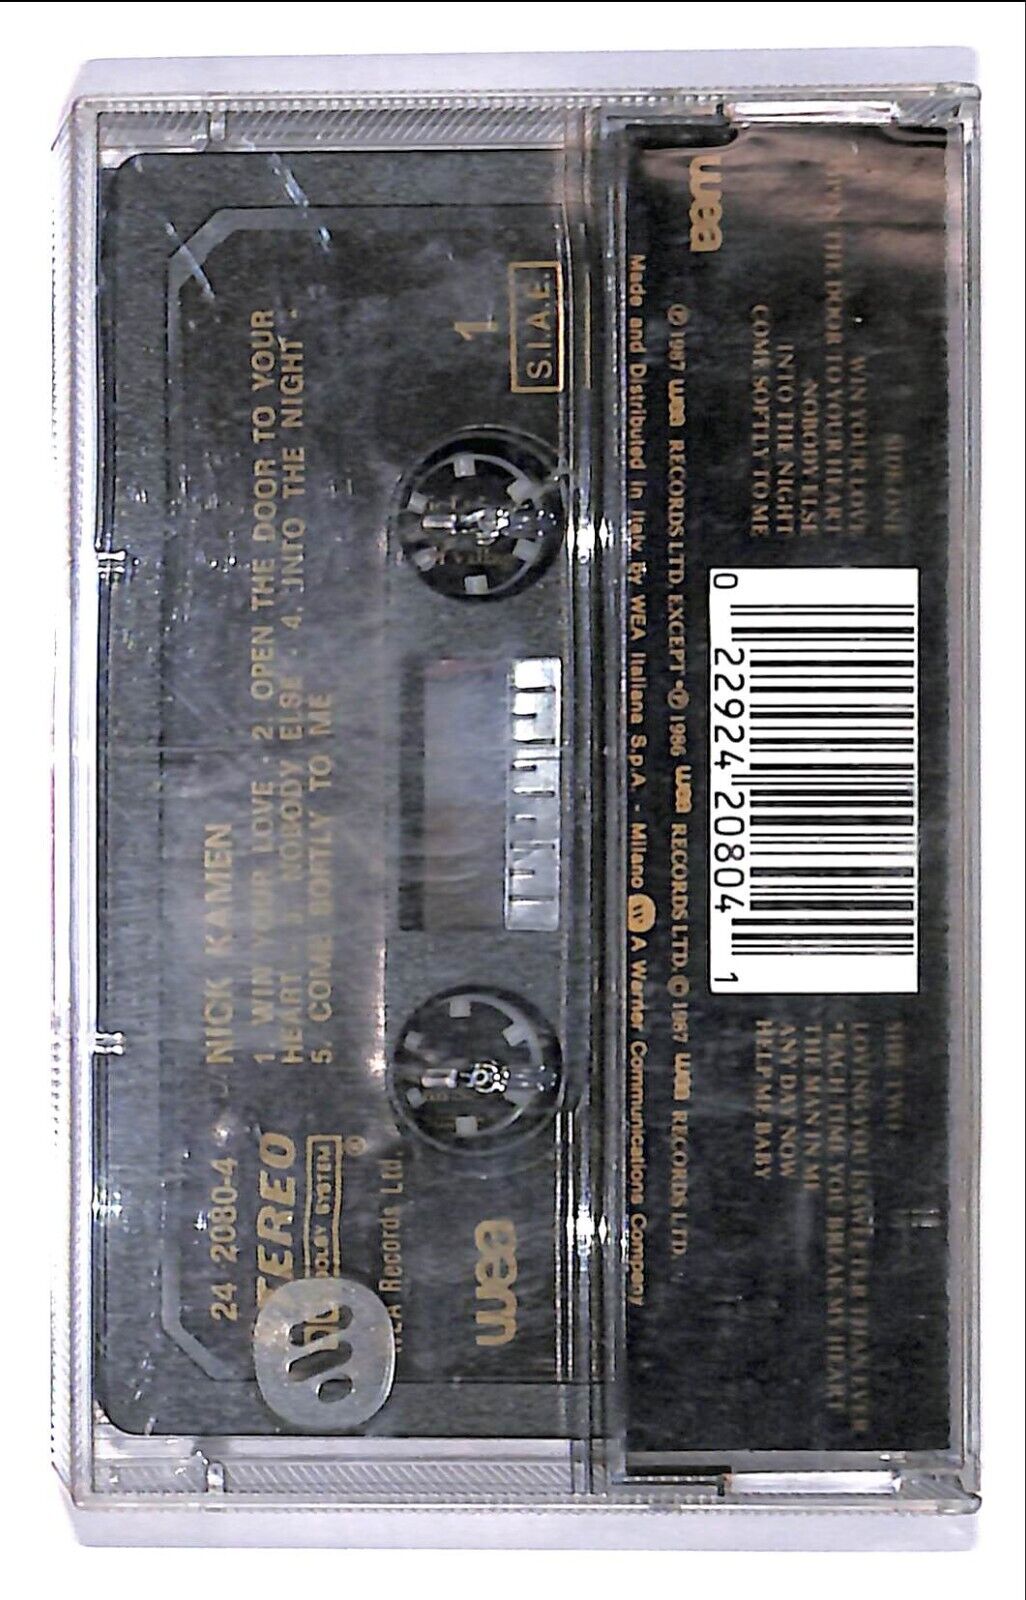 24 2080-4
NICK KAMEN
1. WIN YOUR LOVE . 2. OPEN THE DOOR TO YOUR
HEART . 3. NOBODY ELSE . 4. INTO THE NIGHT .
5. COME SOFTLY TO ME
STEREO
DOLBY SYSTEM
®
WEA Records Ltd.
wea
1
S.I.A.E.
wea
Made and Distributed in Italy By WEA Italiana S.p.A. - Milano A Warner Communications Company
℗ 1987 wea RECORDS LTD. EXCEPT •℗ 1986 wea RECORDS LTD. © 1987 wea RECORDS LTD.
SIDE ONE
WIN YOUR LOVE
OPEN THE DOOR TO YOUR HEART
NOBODY ELSE
INTO THE NIGHT
COME SOFTLY TO ME
0 22924 20804 1
SIDE TWO
LOVING YOU IS SWEETER THAN EVER
*EACH TIME YOU BREAK MY HEART
THE MAN IN ME
ANY DAY NOW
HELP ME BABY